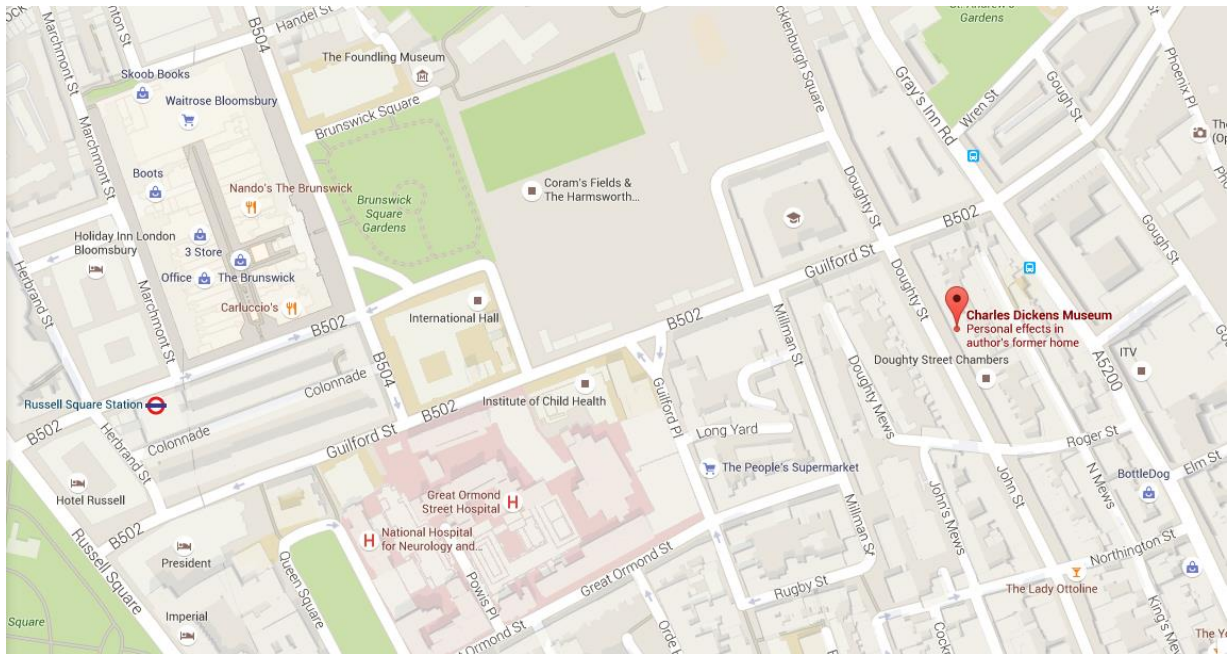 Marchmont St
Handel St
B504
St. Andrew's
Gardens
Skoob Books
Waitrose Bloomsbury
The Foundling Museum
Brunswick Square
Mecklenburgh Square
Gray's Inn Rd
Wren St
Gough St
Phoenix Pl
Marchmont St
Boots
Nando's The Brunswick
Brunswick
Square
Gardens
Coram's Fields &
The Harmsworth...
Doughty St
B502
Gough St
Holiday Inn London
Bloomsbury
3 Store
Office
The Brunswick
Carluccio's
Herbrand St
Marchmont St
B502
B504
International Hall
B502
Guilford St
Millman St
Doughty St
Charles Dickens Museum
Personal effects in
author's former home
Doughty Street Chambers
ITV
A5200
Russell Square Station
Colonnade
Colonnade
B502
Institute of Child Health
B502
Guilford St
Guilford Pl
Doughty Mews
Long Yard
The People's Supermarket
Roger St
Elm St
Herbrand St
Hotel Russell
B502
Great Ormond
Street Hospital
National Hospital
for Neurology and...
Millman St
John's Mews
John St
N Mews
BottleDog
Russell Square
President
Queen Square
Powis Pl
Great Ormond St
Rugby St
Northington St
The Lady Ottoline
Square
Imperial
Great Ormond St
Orde
King's Mews